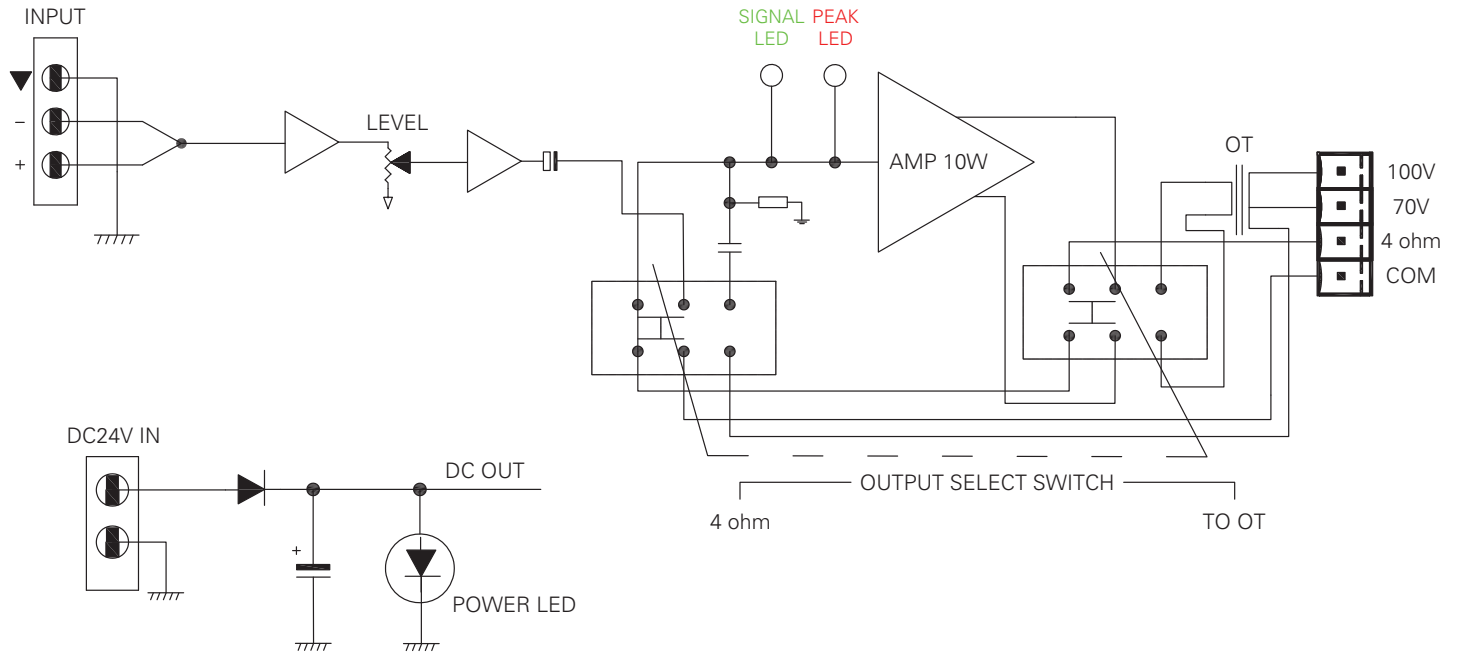 INPUT
SIGNAL LED
PEAK LED
−
+
LEVEL
AMP 10W
OT
100V
70V
4 ohm
COM
DC24V IN
DC OUT
OUTPUT SELECT SWITCH
4 ohm
TO OT
+
POWER LED